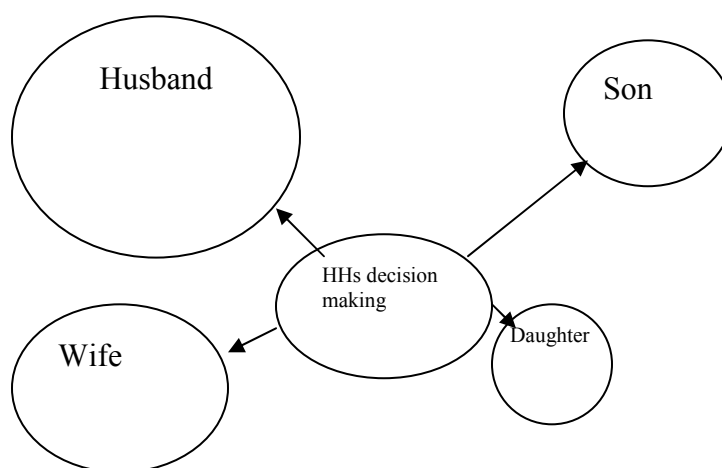 Husband
Son
HHs decision
making
Daughter
Wife